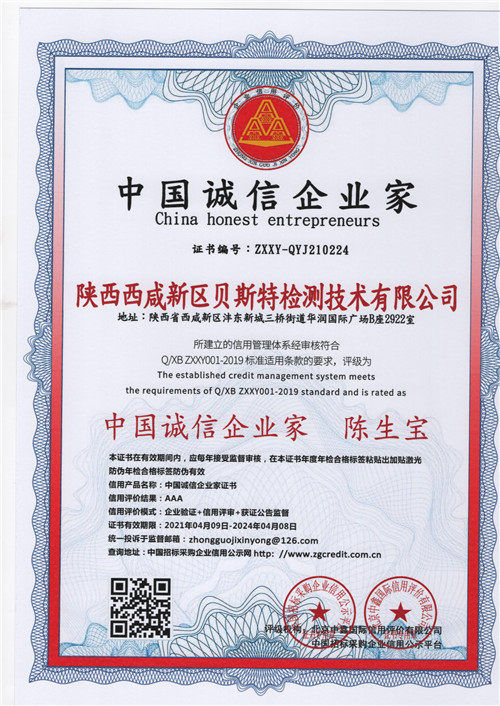 企业信用评价
中国诚信企业家
China honest entrepreneurs
证书编号：ZXXY-QYJ210224
陕西西咸新区贝斯特检测技术有限公司
地址：陕西省西咸新区沣东新城三桥街道华润国际广场B座2922室
所建立的信用管理体系经审核符合
Q/XB ZXXY001-2019 标准适用条款的要求，评级为
The established credit management system meets
the requirements of Q/XB ZXXY001-2019 standard and is rated as
中国诚信企业家 陈生宝
本证书在有效期间内，应每年接受监督审核，在本证书年度年检合格标签粘贴出加贴激光
防伪年检合格标签防伪有效
信用产品名称：中国诚信企业家证书
信用评价结果：AAA
信用评价模式：企业验证+信用评审+获证公告监督
证书有效期限：2021年04月09日-2024年04月08日
统一投诉于监督邮箱：zhongguojixinyong@126.com
查询地址：中国招标采购企业信用公示网 http: //www.zgcredit.com.cn
评级机构：北京中鑫国际信用评价有限公司
中国招标采购企业信用公示平台